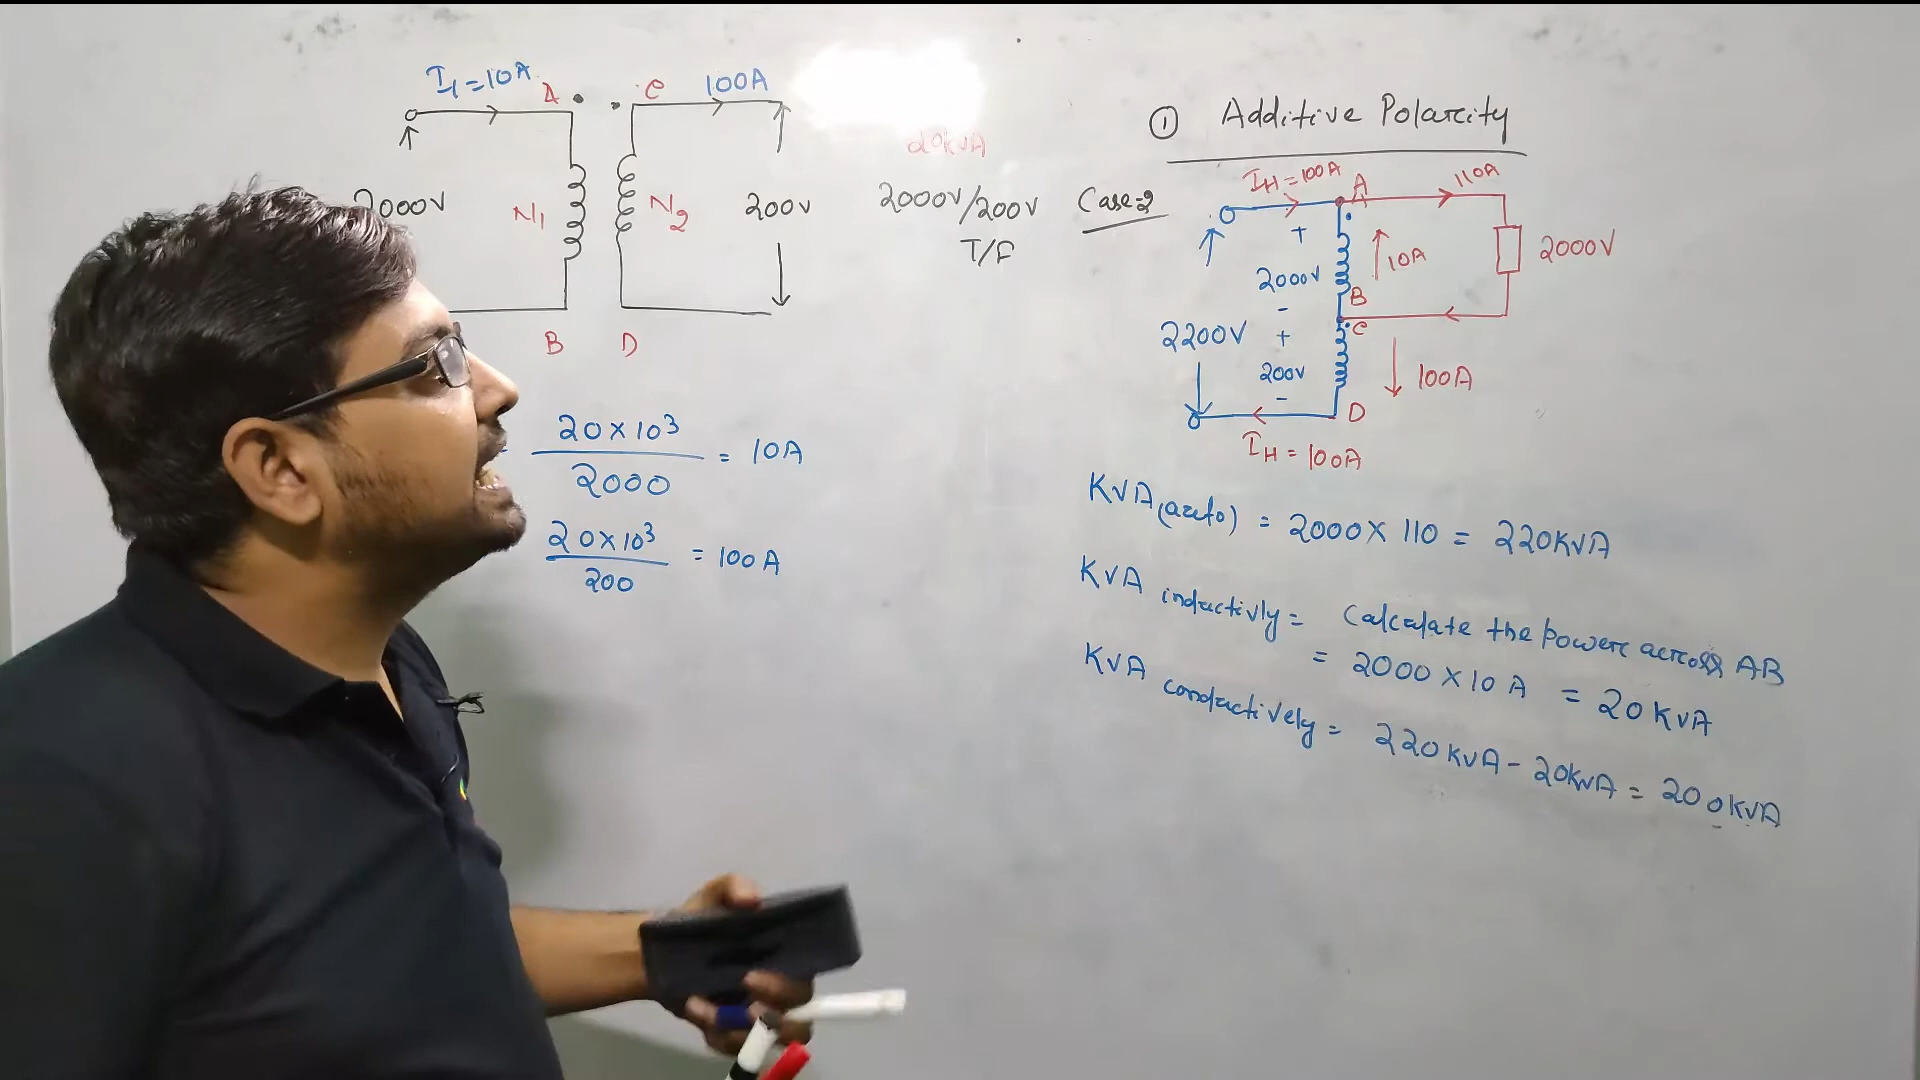 I1 = 10A
A
C
100A
2000V
N1
N2
200V
B
D
20KVA
2000V/200V
T/F
20 x 10³
2000
= 10A
20 x 10³
200
= 100A
① Additive Polarity
Case-2
IH = 100A
A
110A
+
2000V
10A
2000V
-
B
C
2200V
+
200V
100A
-
D
IH = 100A
KVA(auto) = 2000 x 110 = 220KVA
KVA inductivly = Calculate the power across AB
= 2000 x 10 A = 20 KVA
KVA conductively = 220 KVA - 20KVA = 200KVA